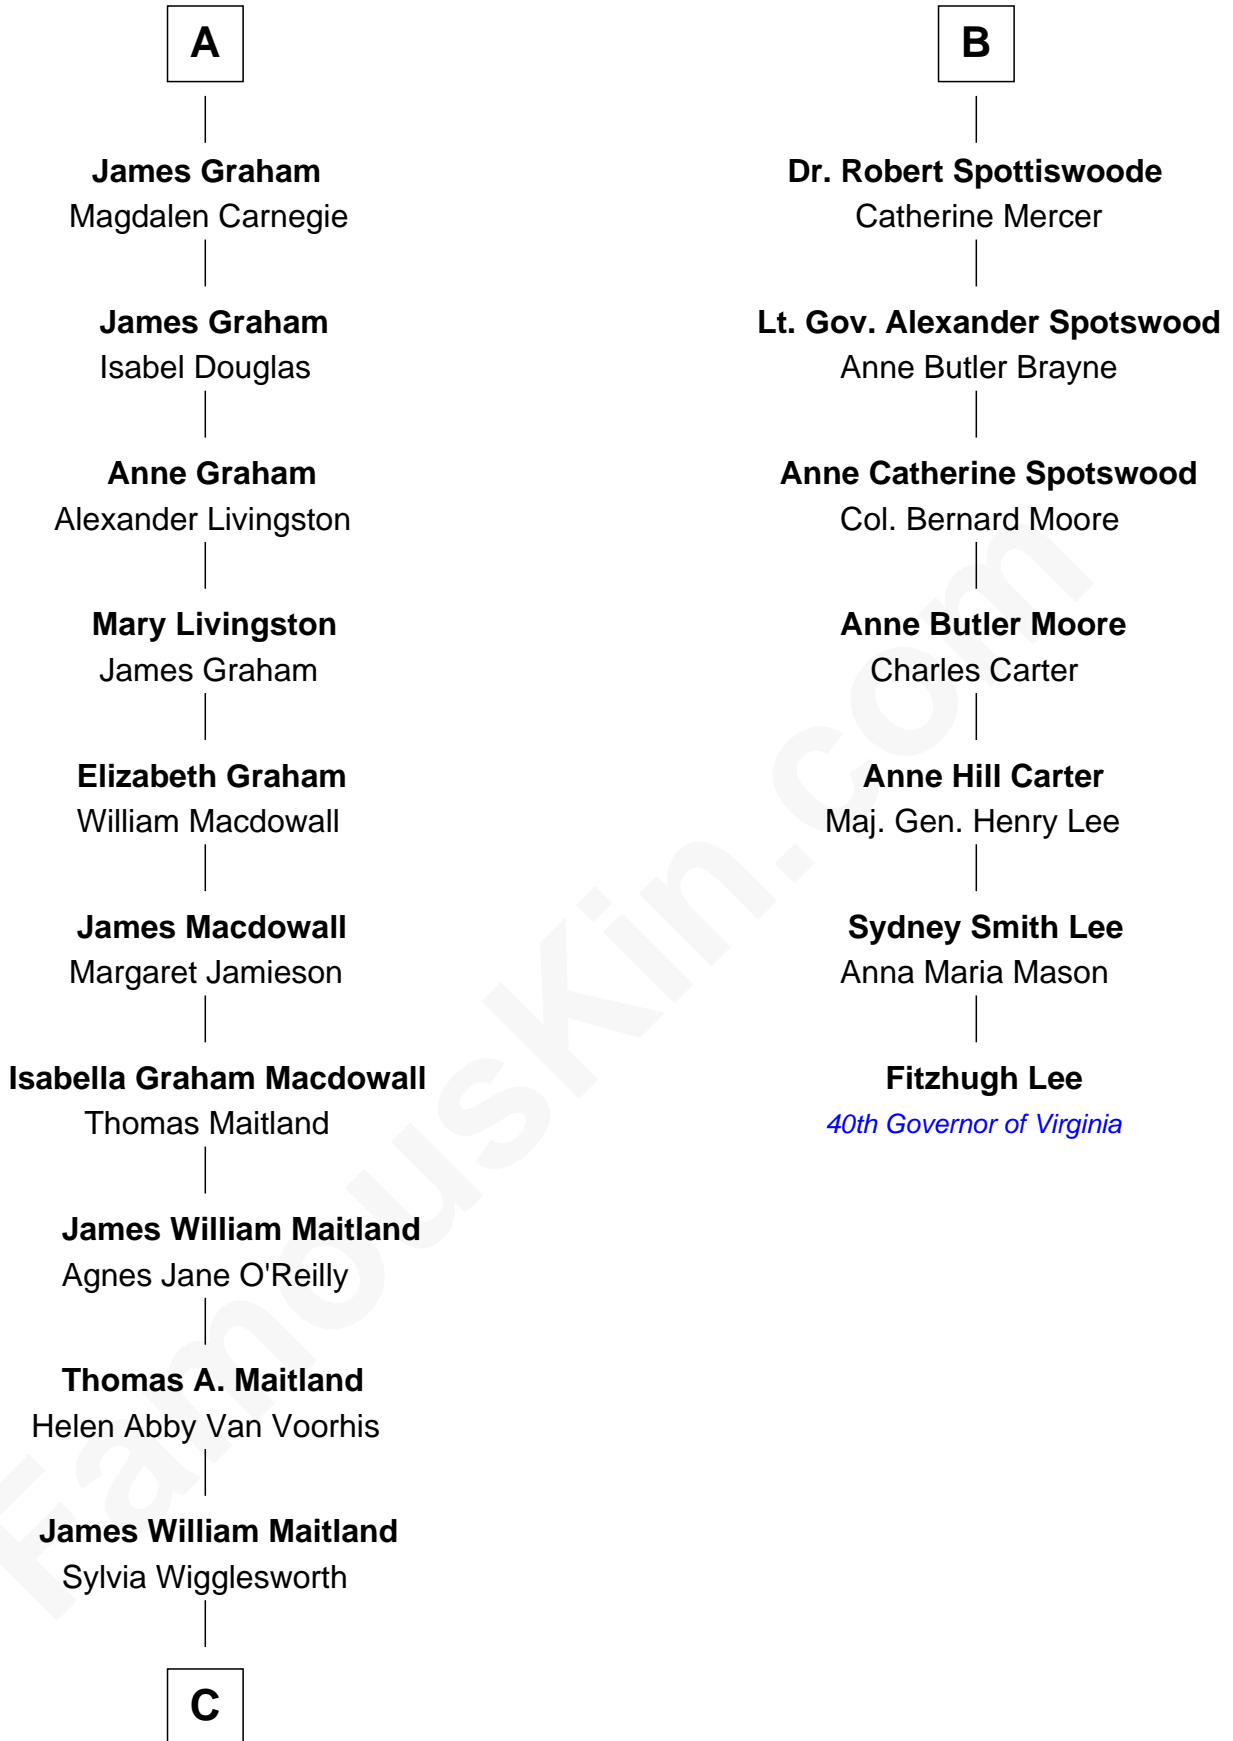 A
James Graham
Magdalen Carnegie
James Graham
Isabel Douglas
Anne Graham
Alexander Livingston
Mary Livingston
James Graham
Elizabeth Graham
William Macdowall
James Macdowall
Margaret Jamieson
Isabella Graham Macdowall
Thomas Maitland
James William Maitland
Agnes Jane O'Reilly
Thomas A. Maitland
Helen Abby Van Voorhis
James William Maitland
Sylvia Wigglesworth
C
B
Dr. Robert Spottiswoode
Catherine Mercer
Lt. Gov. Alexander Spotswood
Anne Butler Brayne
Anne Catherine Spotswood
Col. Bernard Moore
Anne Butler Moore
Charles Carter
Anne Hill Carter
Maj. Gen. Henry Lee
Sydney Smith Lee
Anna Maria Mason
Fitzhugh Lee
40th Governor of Virginia
FamousKin.com